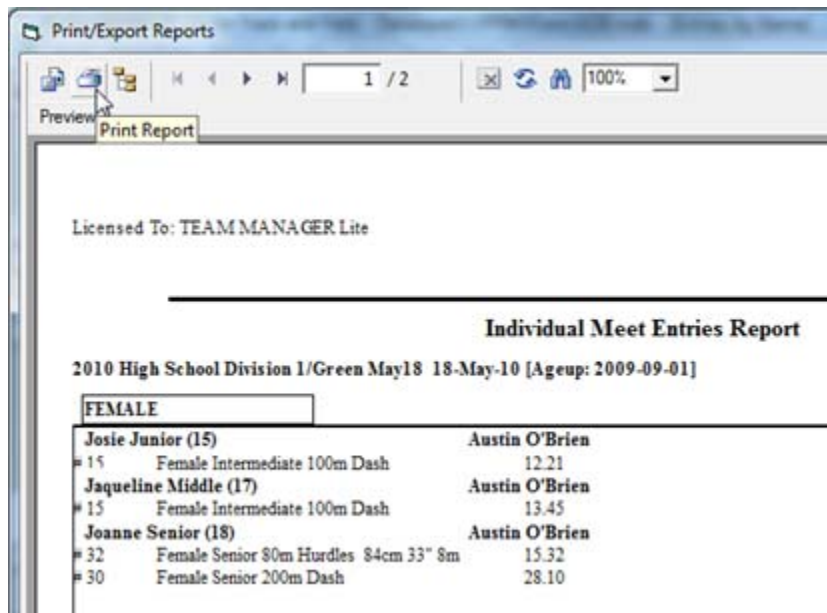 Print/Export Reports
1 / 2
100%
Preview
Print Report
Licensed To: TEAM MANAGER Lite
Individual Meet Entries Report
2010 High School Division 1/Green May18 18-May-10 [Ageup: 2009-09-01]
FEMALE
Josie Junior (15) Austin O'Brien
# 15 Female Intermediate 100m Dash 12.21
Jaqueline Middle (17) Austin O'Brien
# 15 Female Intermediate 100m Dash 13.45
Joanne Senior (18) Austin O'Brien
# 32 Female Senior 80m Hurdles 84cm 33" 8m 15.32
# 30 Female Senior 200m Dash 28.10